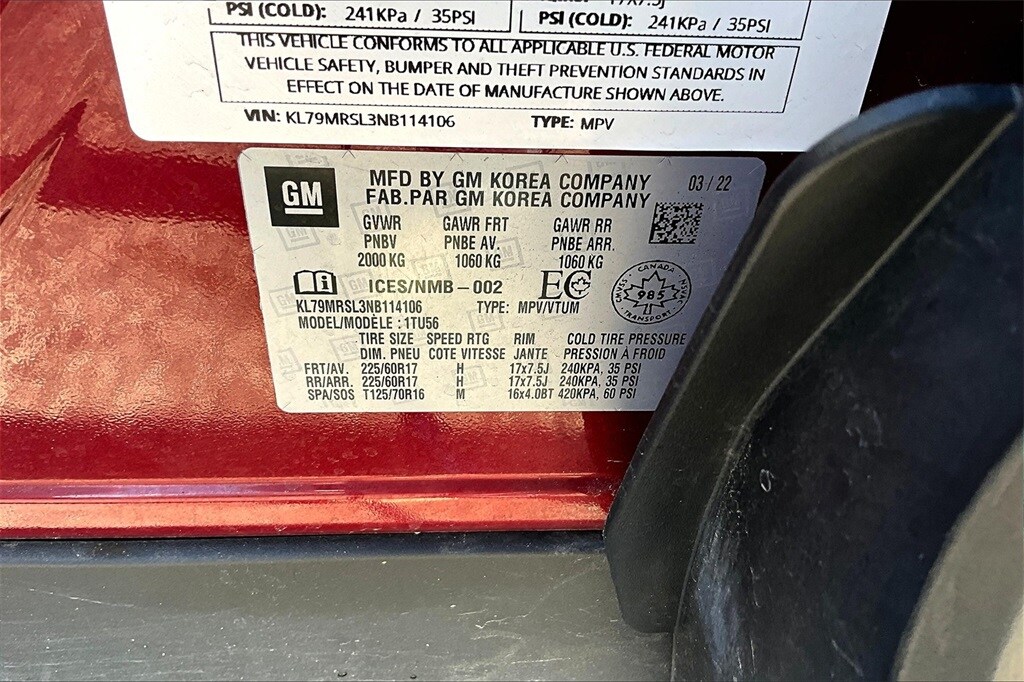 PSI (COLD): 241KPa / 35PSI PSI (COLD): 241KPa / 35PSI
THIS VEHICLE CONFORMS TO ALL APPLICABLE U.S. FEDERAL MOTOR
VEHICLE SAFETY, BUMPER AND THEFT PREVENTION STANDARDS IN
EFFECT ON THE DATE OF MANUFACTURE SHOWN ABOVE.
VIN: KL79MRSL3NB114106 TYPE: MPV
GM MFD BY GM KOREA COMPANY 03 / 22
FAB.PAR GM KOREA COMPANY
GVWR GAWR FRT GAWR RR
PNBV PNBE AV. PNBE ARR.
2000 KG 1060 KG 1060 KG
ICES/NMB-002 EC
KL79MRSL3NB114106 TYPE: MPV/VTUM
CANADA CMVSS 985 NSVAC TRANSPORT
MODEL/MODÈLE : 1TU56
TIRE SIZE SPEED RTG RIM COLD TIRE PRESSURE
DIM. PNEU COTE VITESSE JANTE PRESSION À FROID
FRT/AV. 225/60R17 H 17x7.5J 240KPA, 35 PSI
RR/ARR. 225/60R17 H 17x7.5J 240KPA, 35 PSI
SPA/SOS T125/70R16 M 16x4.0BT 420KPA, 60 PSI